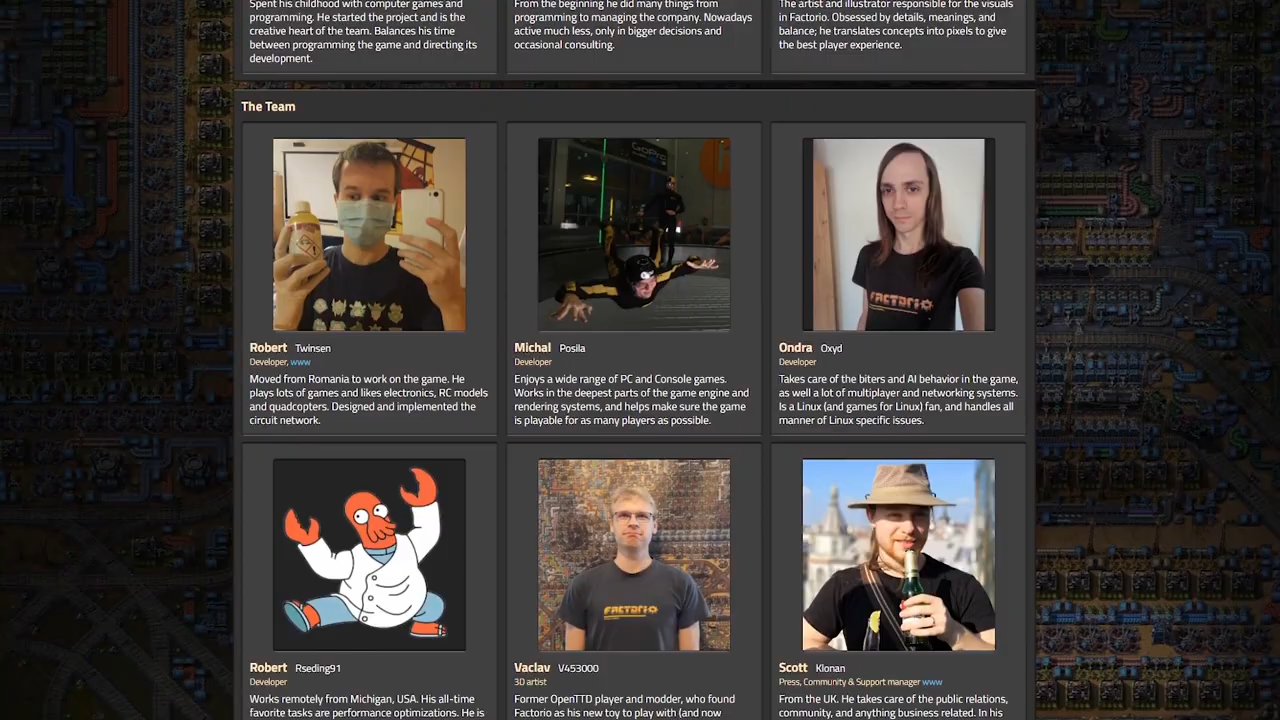 Spent his childhood with computer games and
programming. He started the project and is the
creative heart of the team. Balances his time
between programming the game and directing its
development.
From the beginning he did many things from
programming to managing the company. Nowadays
active much less, only in bigger decisions and
occasional consulting.
The artist and illustrator responsible for the visuals
in Factorio. Obsessed by details, meanings, and
balance; he translates concepts into pixels to give
the best player experience.
The Team
GoPro
FACTORIO
Robert Twinsen
Developer, www
Moved from Romania to work on the game. He
plays lots of games and likes electronics, RC models
and quadcopters. Designed and implemented the
circuit network.
Michal Posila
Developer
Enjoys a wide range of PC and Console games.
Works in the deepest parts of the game engine and
rendering systems, and helps make sure the game
is playable for as many players as possible.
Ondra Oxyd
Developer
Takes care of the biters and AI behavior in the game,
as well a lot of multiplayer and networking systems.
Is a Linux (and games for Linux) fan, and handles all
manner of Linux specific issues.
FACTORIO
Robert Rseding91
Developer
Works remotely from Michigan, USA. His all-time
favorite tasks are performance optimizations. He is
Vaclav V453000
3D artist
Former OpenTTD player and modder, who found
Factorio as his new toy to play with (and now
Scott Klonan
Press, Community & Support manager www
From the UK. He takes care of the public relations,
community, and anything business related. In his